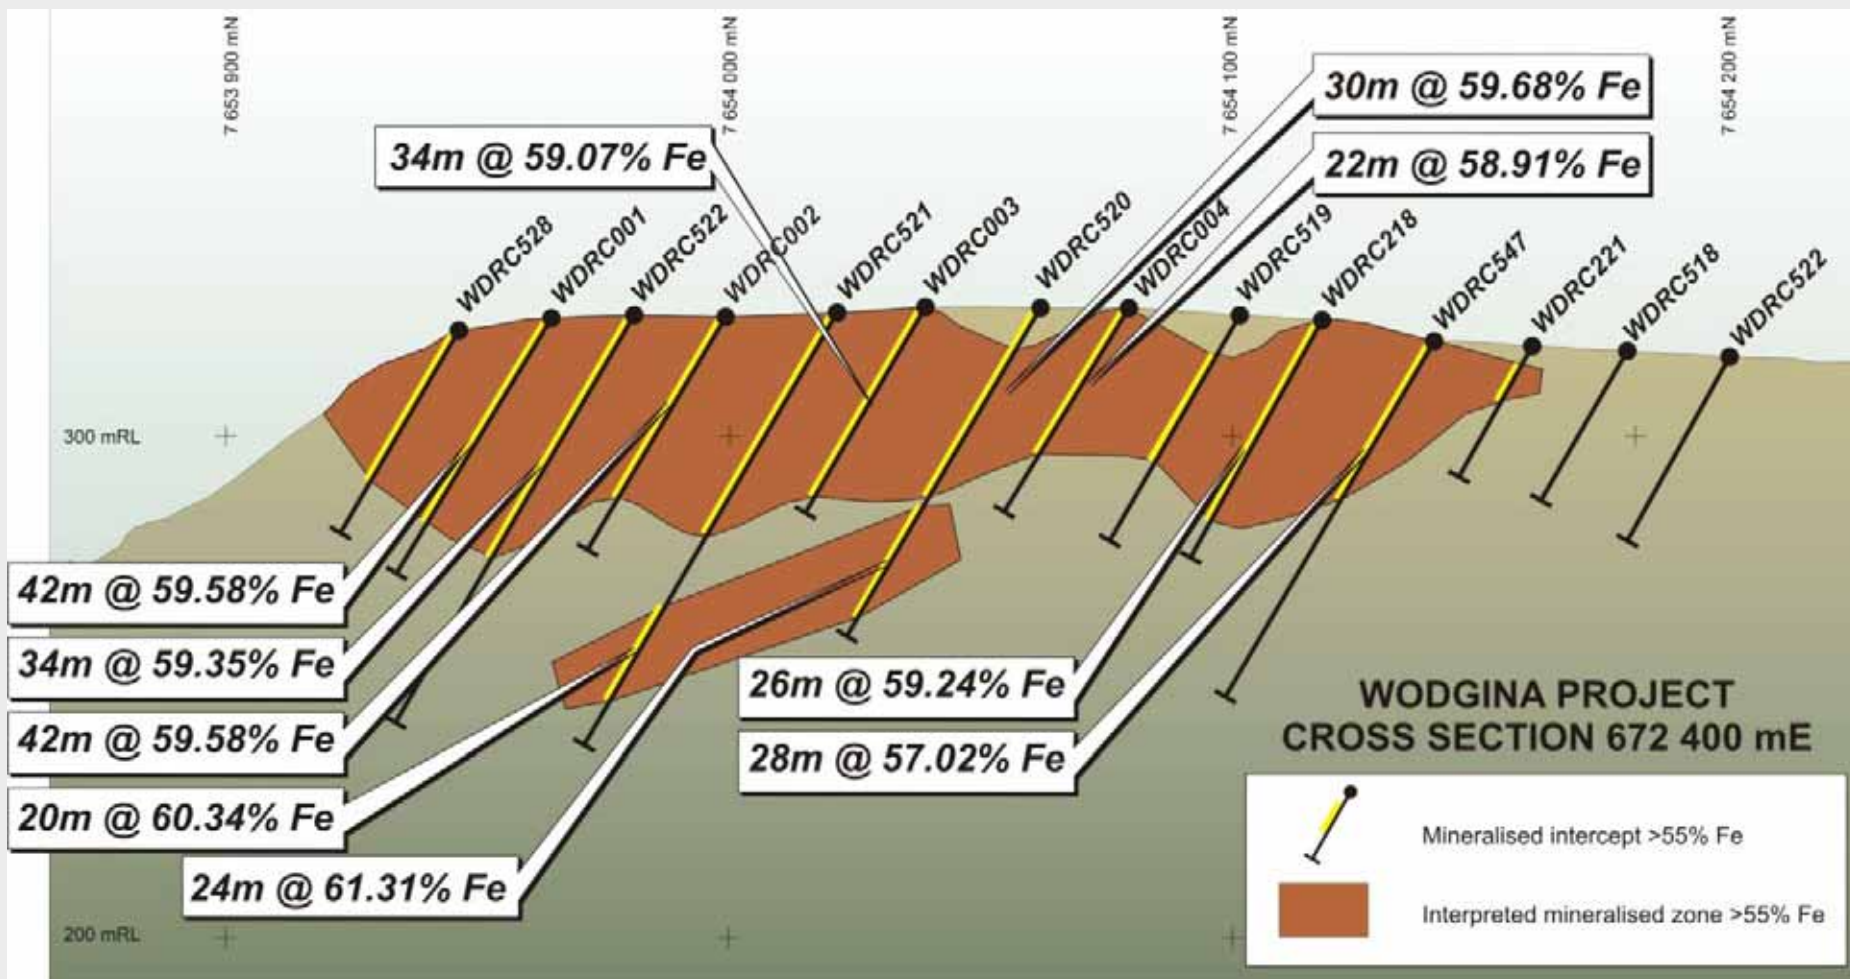 7 653 900 mN
7 654 000 mN
7 654 100 mN
7 654 200 mN
30m @ 59.68% Fe
34m @ 59.07% Fe
22m @ 58.91% Fe
WDRC528
WDRC001
WDRC522
WDRC002
WDRC521
WDRC003
WDRC520
WDRC004
WDRC519
WDRC218
WDRC547
WDRC221
WDRC518
WDRC522
300 mRL
42m @ 59.58% Fe
34m @ 59.35% Fe
42m @ 59.58% Fe
20m @ 60.34% Fe
24m @ 61.31% Fe
26m @ 59.24% Fe
28m @ 57.02% Fe
WODGINA PROJECT
CROSS SECTION 672 400 mE
Mineralised intercept >55% Fe
Interpreted mineralised zone >55% Fe
200 mRL